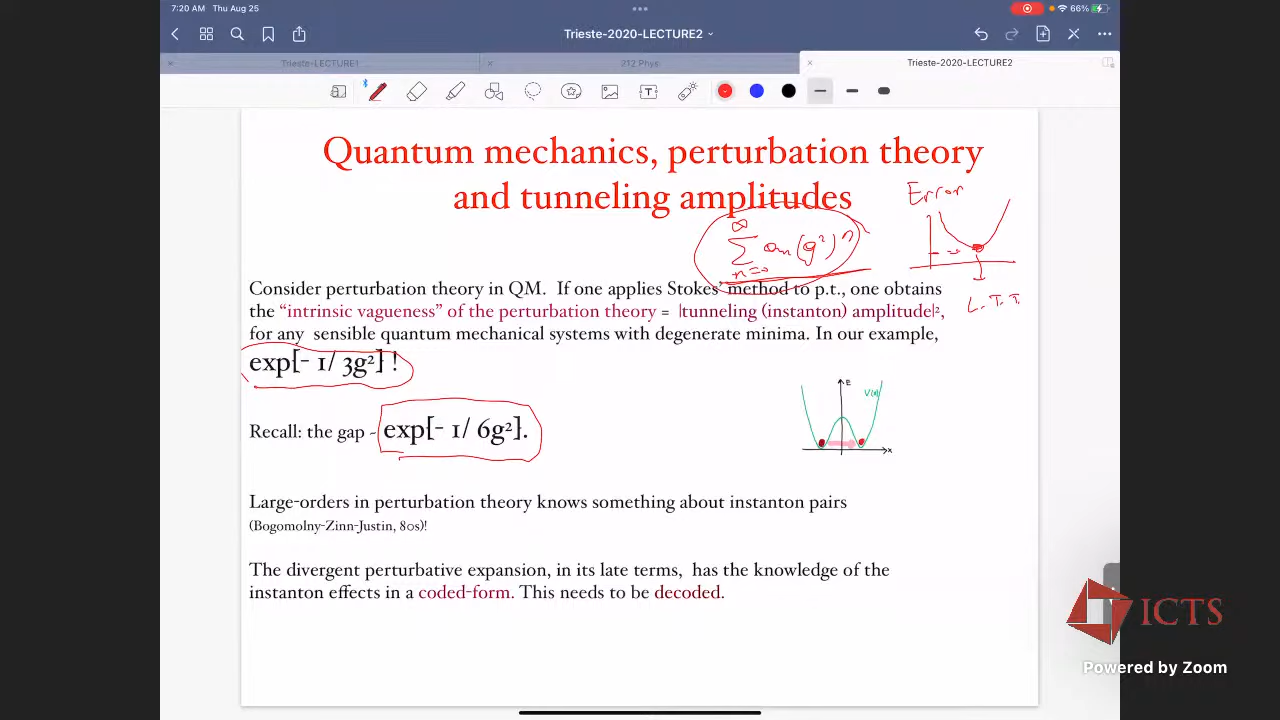 7:20 AM Thu Aug 25
66%
Trieste-2020-LECTURE2
Trieste-LECTURE1
212 Phys
Trieste-2020-LECTURE2
Quantum mechanics, perturbation theory
and tunneling amplitudes
Error
∞
∑ an (g²)ⁿ
n=0
L.T.T.
Consider perturbation theory in QM. If one applies Stokes' method to p.t., one obtains
the “intrinsic vagueness” of the perturbation theory = |tunneling (instanton) amplitude|²,
for any sensible quantum mechanical systems with degenerate minima. In our example,
exp[- 1/ 3g²] !
E
V(x)
x
Recall: the gap ~ exp[- 1/ 6g²].
Large-orders in perturbation theory knows something about instanton pairs
(Bogomolny-Zinn-Justin, 80s)!
The divergent perturbative expansion, in its late terms, has the knowledge of the
instanton effects in a coded-form. This needs to be decoded.
ICTS
Powered by Zoom